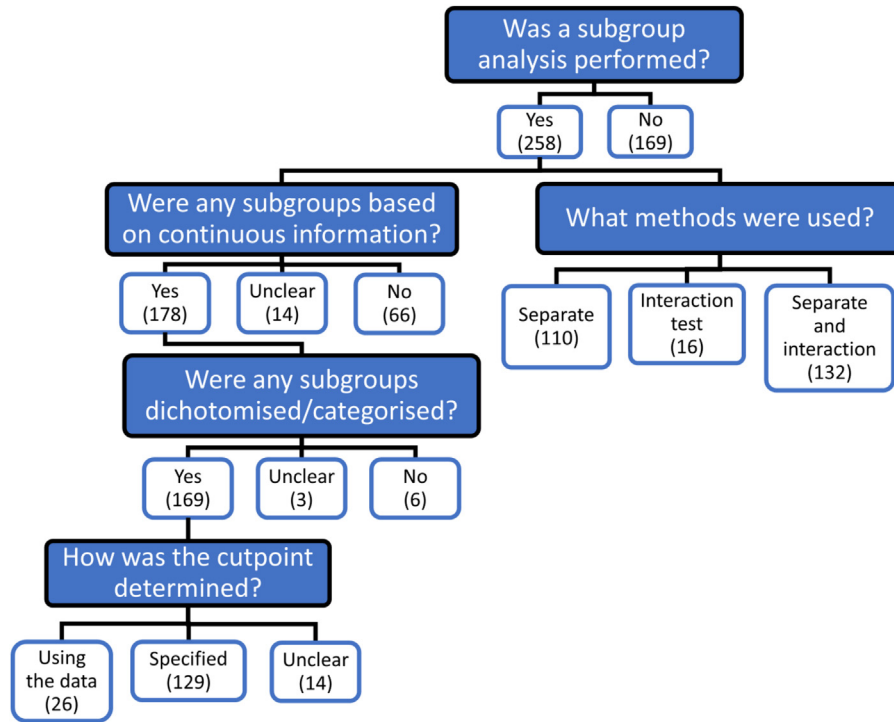 Was a subgroup
analysis performed?
Yes
(258)
No
(169)
Were any subgroups based
on continuous information?
What methods were used?
Yes
(178)
Unclear
(14)
No
(66)
Separate
(110)
Interaction
test
(16)
Separate
and
interaction
(132)
Were any subgroups
dichotomised/categorised?
Yes
(169)
Unclear
(3)
No
(6)
How was the cutpoint
determined?
Using
the data
(26)
Specified
(129)
Unclear
(14)